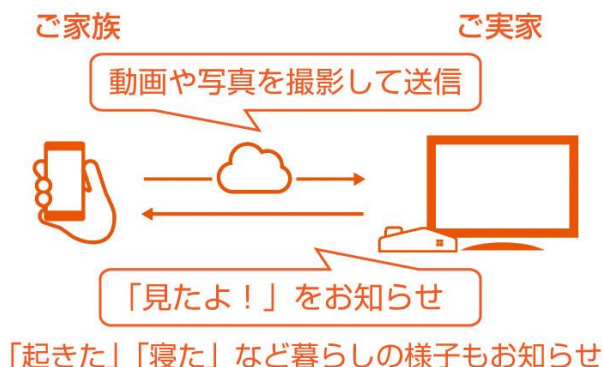 ご家族
ご実家
動画や写真を撮影して送信
「見たよ！」をお知らせ
「起きた」「寝た」など暮らしの様子もお知らせ